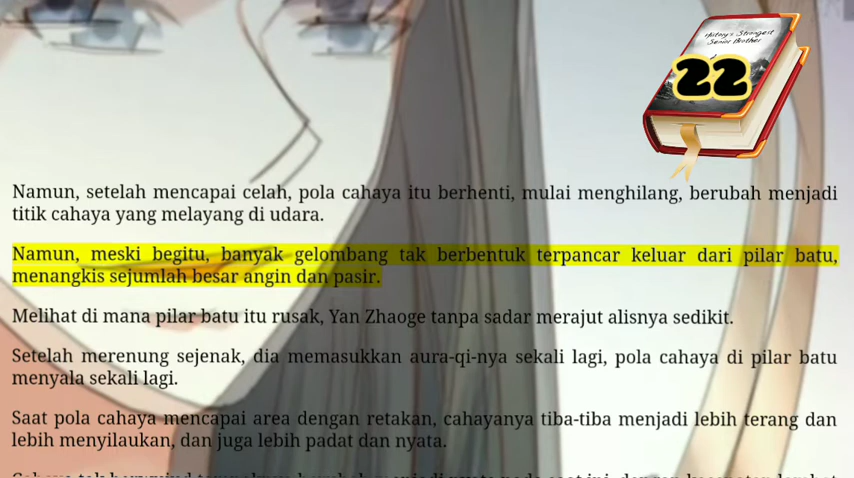 History's Strongest
Senior Brother
22
Namun, setelah mencapai celah, pola cahaya itu berhenti, mulai menghilang, berubah menjadi
titik cahaya yang melayang di udara.
Namun, meski begitu, banyak gelombang tak berbentuk terpancar keluar dari pilar batu,
menangkis sejumlah besar angin dan pasir.
Melihat di mana pilar batu itu rusak, Yan Zhaoge tanpa sadar merajut alisnya sedikit.
Setelah merenung sejenak, dia memasukkan aura-qi-nya sekali lagi, pola cahaya di pilar batu
menyala sekali lagi.
Saat pola cahaya mencapai area dengan retakan, cahayanya tiba-tiba menjadi lebih terang dan
lebih menyilaukan, dan juga lebih padat dan nyata.